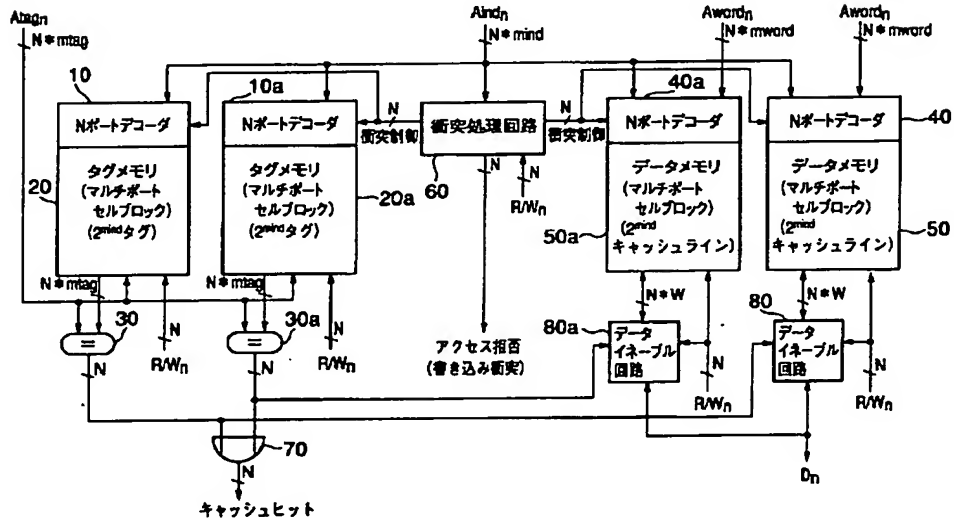 Atagn
N*mtag
Aindn
N*mind
Awordn
N*mword
Awordn
N*mword
10
Nポートデコーダ
20
タグメモリ
(マルチポート
セルブロック)
(2mindタグ)
10a
Nポートデコーダ
20a
タグメモリ
(マルチポート
セルブロック)
(2mindタグ)
N
衝突制御
衝突処理回路
60
N
衝突制御
N
N
R/Wn
40a
Nポートデコーダ
データメモリ
(マルチポート
セルブロック)
(2mind
キャッシュライン)
50a
Nポートデコーダ
40
データメモリ
(マルチポート
セルブロック)
(2mind
キャッシュライン)
50
N*mtag
=
30
N
N
R/Wn
N*mtag
=
30a
N
N
R/Wn
アクセス拒否
(書き込み衝突)
N*W
80a
データ
イネーブル
回路
N
R/Wn
N*W
80
データ
イネーブル
回路
N
R/Wn
70
N
キャッシュヒット
Dn